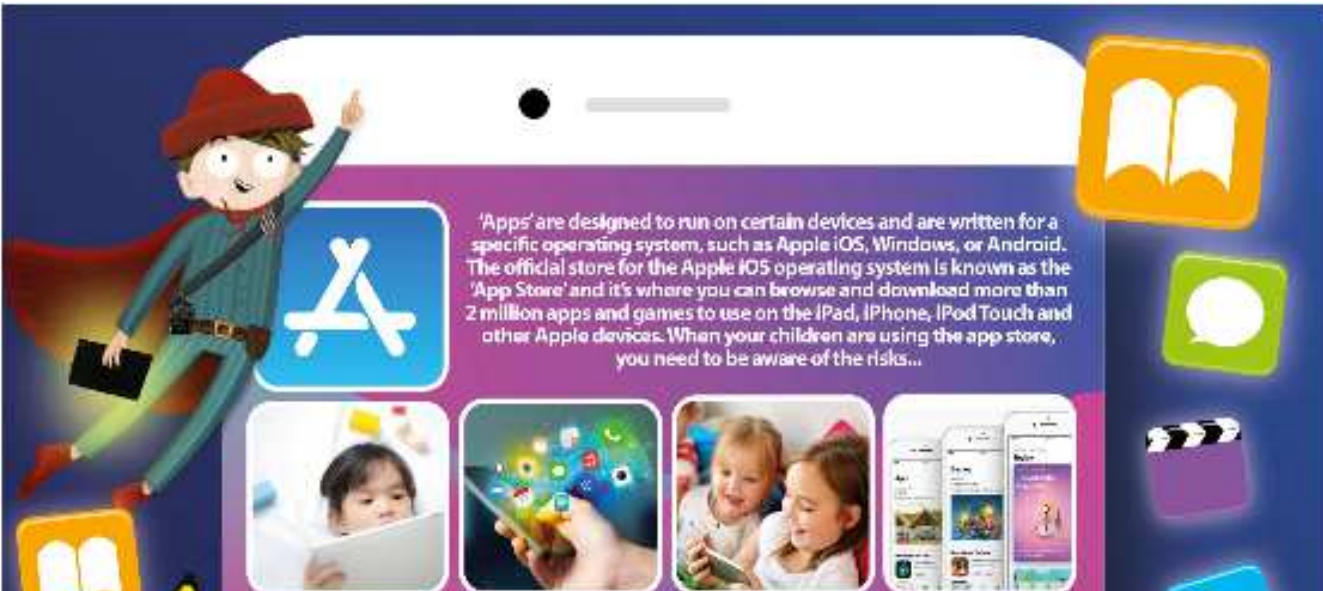 'Apps' are designed to run on certain devices and are written for a
specific operating system, such as Apple iOS, Windows, or Android.
The official store for the Apple iOS operating system is known as the
'App Store' and it's where you can browse and download more than
2 million apps and games to use on the iPad, iPhone, iPod Touch and
other Apple devices. When your children are using the app store,
you need to be aware of the risks...